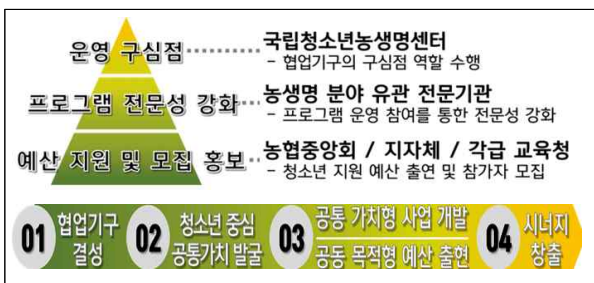 운영 구심점
국립청소년농생명센터
- 협업기구의 구심점 역할 수행
프로그램 전문성 강화
농생명 분야 유관 전문기관
- 프로그램 운영 참여를 통한 전문성 강화
예산 지원 및 모집 홍보
농협중앙회 / 지자체 / 각급 교육청
- 청소년 지원 예산 출연 및 참가자 모집
01 협업기구
결성
02 청소년 중심
공통가치 발굴
03 공통 가치형 사업 개발
공동 목적형 예산 출현
04 시너지
창출